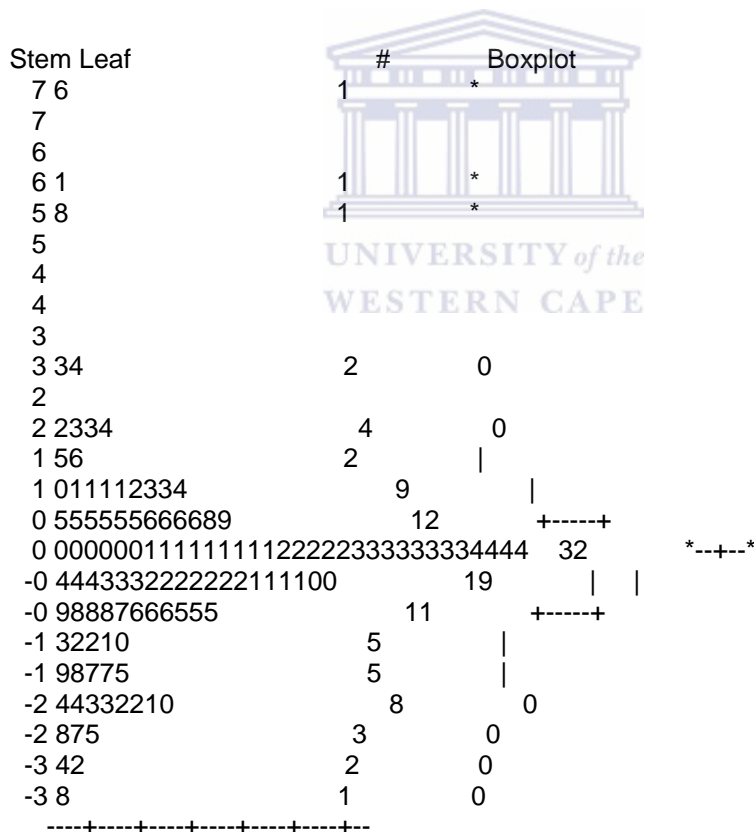 Stem Leaf # Boxplot
7 6 1 *
7
6
6 1 1 *
5 8 1 *
5
UNIVERSITY of the
4
4
WESTERN CAPE
3
3 34 2 0
2
2 2334 4 0
1 56 2 |
1 011112334 9 |
0 555555666689 12 +-----+
0 00000011111111122222333333334444 32 *--+--*
-0 4443332222222111100 19 | |
-0 98887666555 11 +-----+
-1 32210 5 |
-1 98775 5 |
-2 44332210 8 0
-2 875 3 0
-3 42 2 0
-3 8 1 0
----+----+----+----+----+----+--